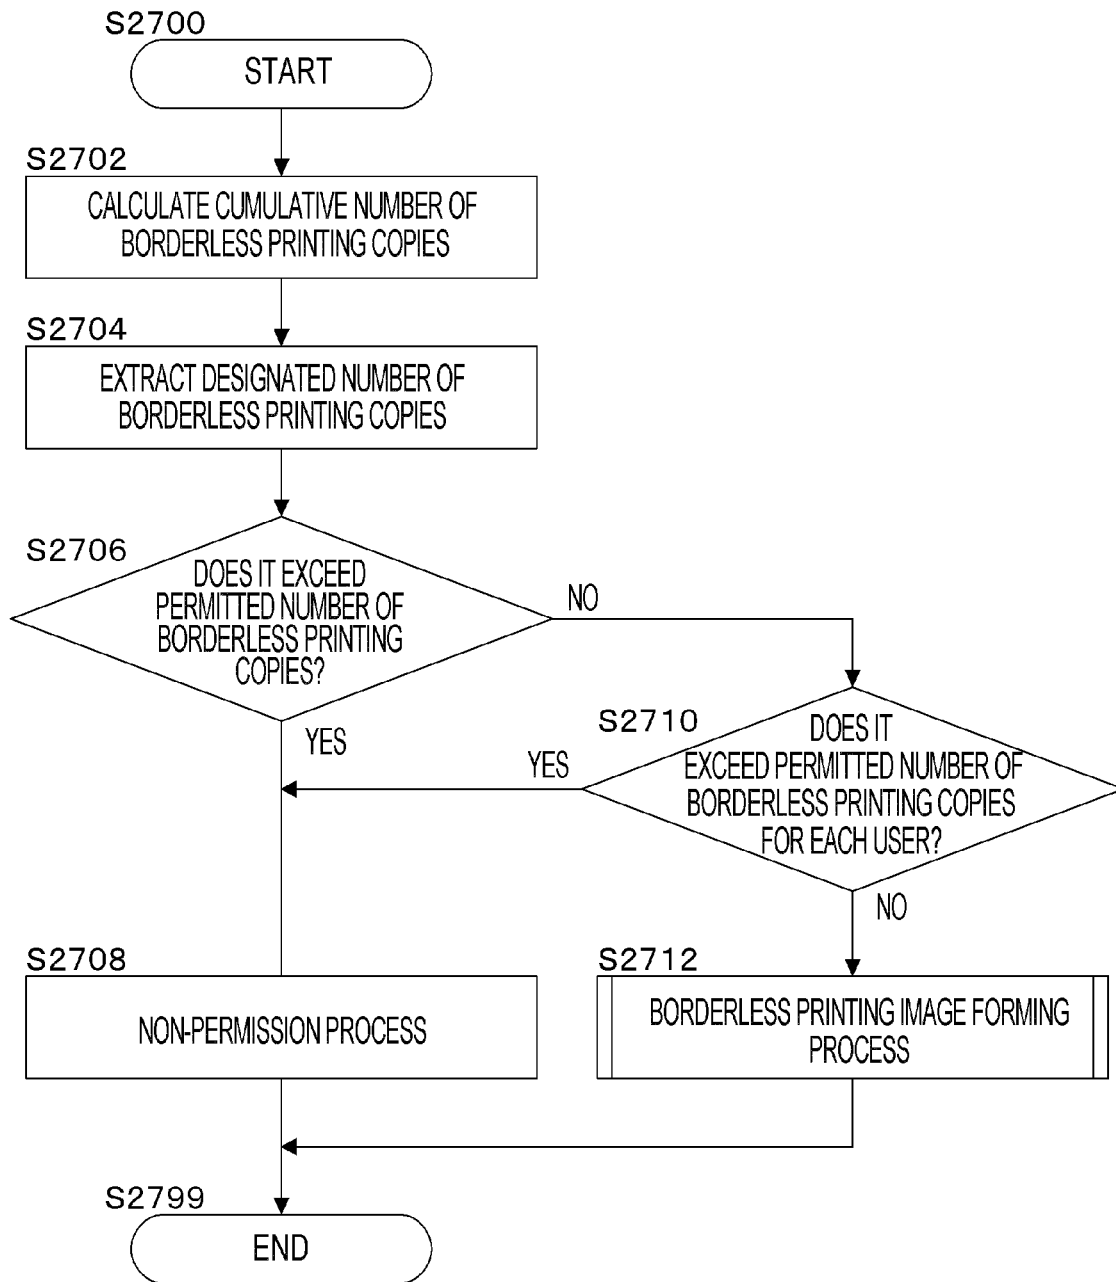 S2700
START
S2702
CALCULATE CUMULATIVE NUMBER OF
BORDERLESS PRINTING COPIES
S2704
EXTRACT DESIGNATED NUMBER OF
BORDERLESS PRINTING COPIES
S2706
DOES IT EXCEED
PERMITTED NUMBER OF
BORDERLESS PRINTING
COPIES?
NO
YES
S2710
DOES IT
EXCEED PERMITTED NUMBER OF
BORDERLESS PRINTING COPIES
FOR EACH USER?
YES
NO
S2708
NON-PERMISSION PROCESS
S2712
BORDERLESS PRINTING IMAGE FORMING
PROCESS
S2799
END